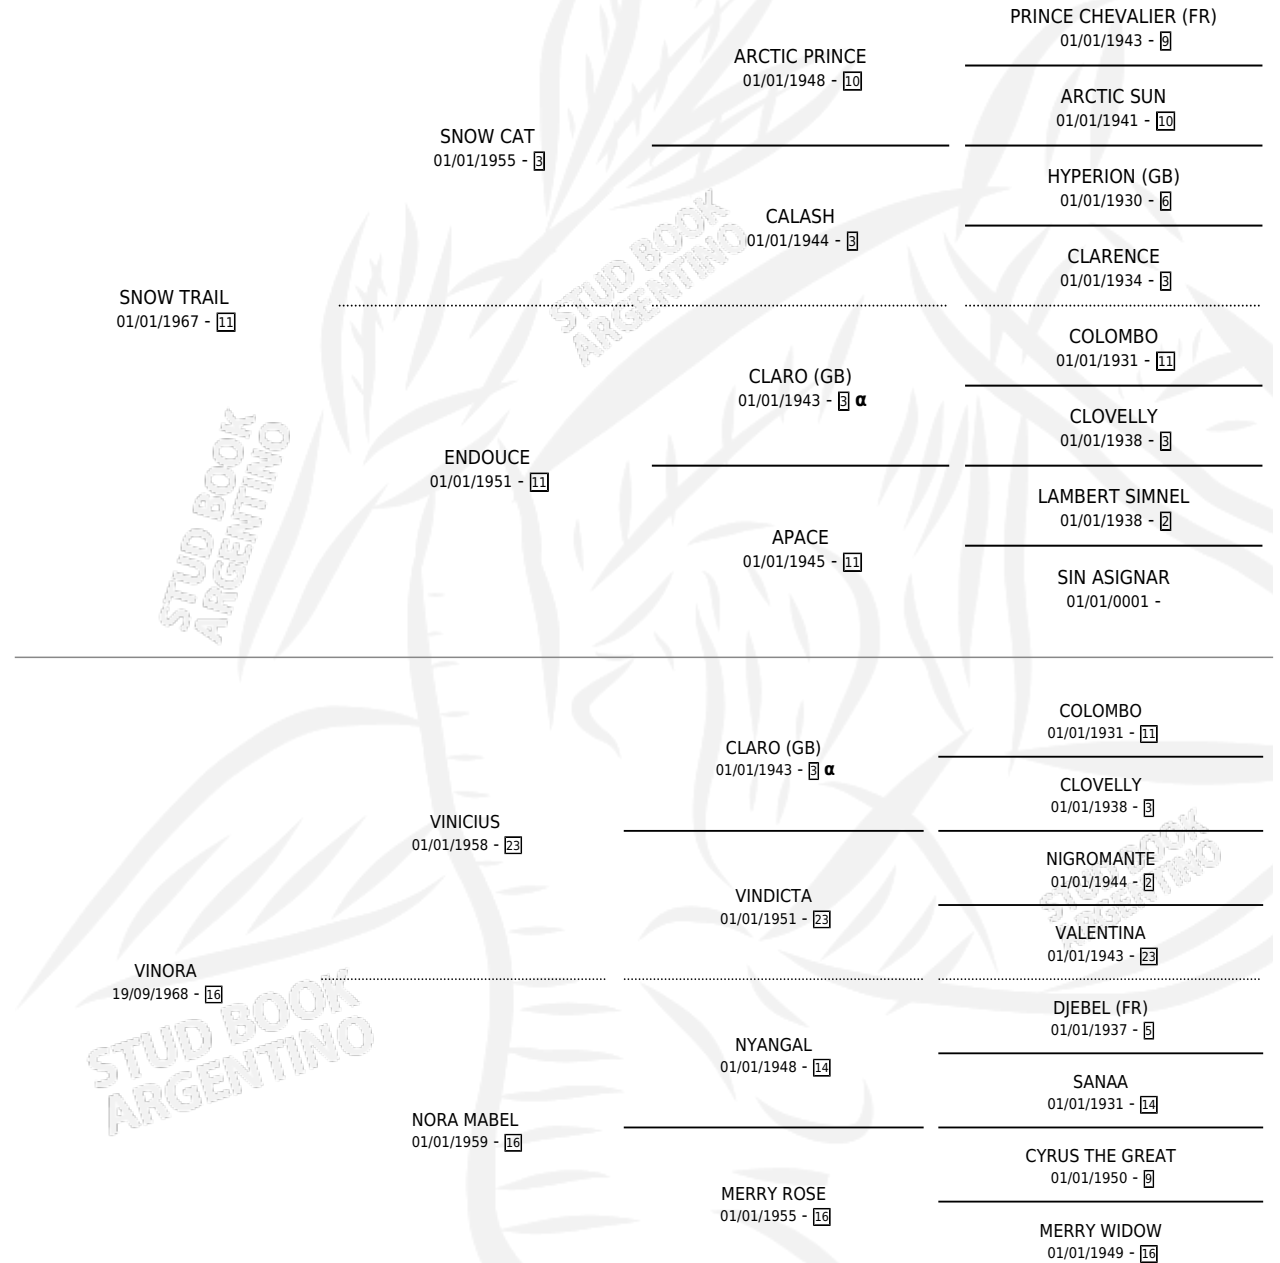 PRINCE CHEVALIER (FR)
01/01/1943 - 9
ARCTIC PRINCE
01/01/1948 - 10
ARCTIC SUN
01/01/1941 - 10
SNOW CAT
01/01/1955 - 3
HYPERION (GB)
01/01/1930 - 6
CALASH
01/01/1944 - 3
CLARENCE
01/01/1934 - 3
SNOW TRAIL
01/01/1967 - 11
COLOMBO
01/01/1931 - 11
CLARO (GB)
01/01/1943 - 3 α
CLOVELLY
01/01/1938 - 3
ENDOUCE
01/01/1951 - 11
LAMBERT SIMNEL
01/01/1938 - 2
APACE
01/01/1945 - 11
SIN ASIGNAR
01/01/0001 -
COLOMBO
01/01/1931 - 11
CLARO (GB)
01/01/1943 - 3 α
CLOVELLY
01/01/1938 - 3
VINICIUS
01/01/1958 - 23
NIGROMANTE
01/01/1944 - 2
VINDICTA
01/01/1951 - 23
VALENTINA
01/01/1943 - 23
VINORA
19/09/1968 - 16
DJEBEL (FR)
01/01/1937 - 5
NYANGAL
01/01/1948 - 14
SANAA
01/01/1931 - 14
NORA MABEL
01/01/1959 - 16
CYRUS THE GREAT
01/01/1950 - 9
MERRY ROSE
01/01/1955 - 16
MERRY WIDOW
01/01/1949 - 16
STUD BOOK
ARGENTINO
STUD BOOK
ARGENTINO
STUD BOOK
ARGENTINO
STUD BOOK
ARGENTINO